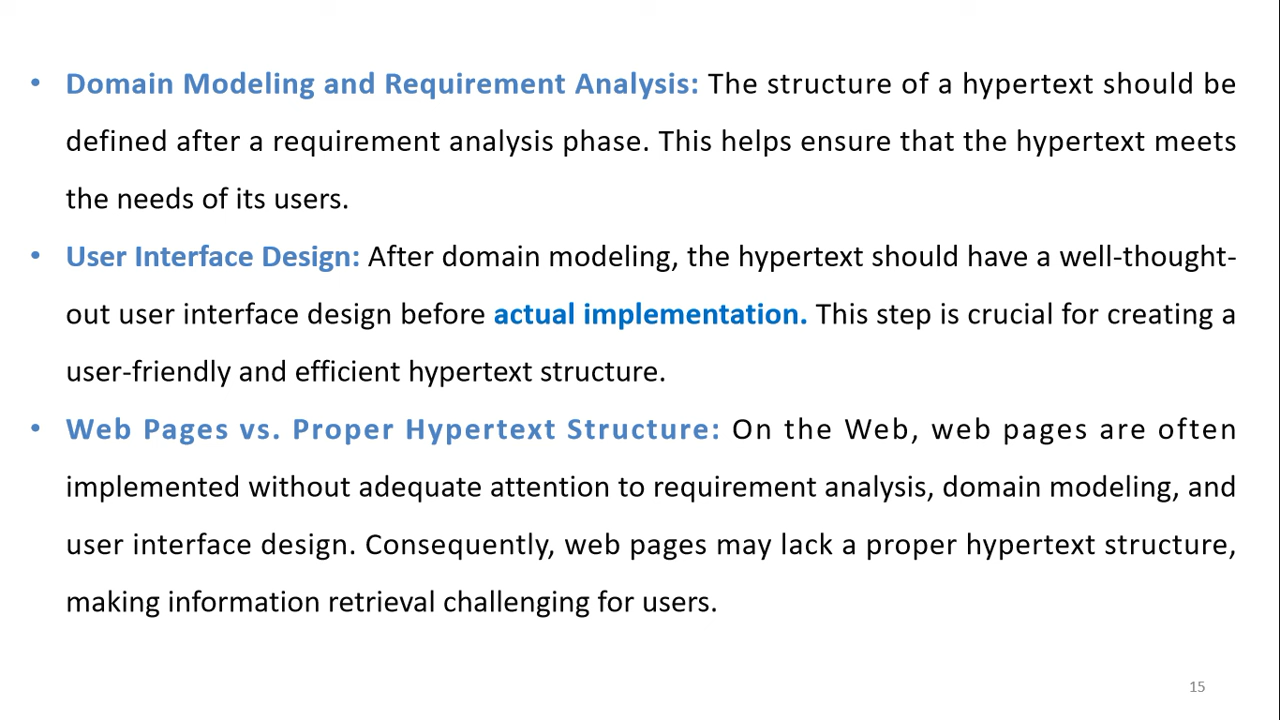 • Domain Modeling and Requirement Analysis: The structure of a hypertext should be
defined after a requirement analysis phase. This helps ensure that the hypertext meets
the needs of its users.
• User Interface Design: After domain modeling, the hypertext should have a well-thought-
out user interface design before actual implementation. This step is crucial for creating a
user-friendly and efficient hypertext structure.
• Web Pages vs. Proper Hypertext Structure: On the Web, web pages are often
implemented without adequate attention to requirement analysis, domain modeling, and
user interface design. Consequently, web pages may lack a proper hypertext structure,
making information retrieval challenging for users.
15